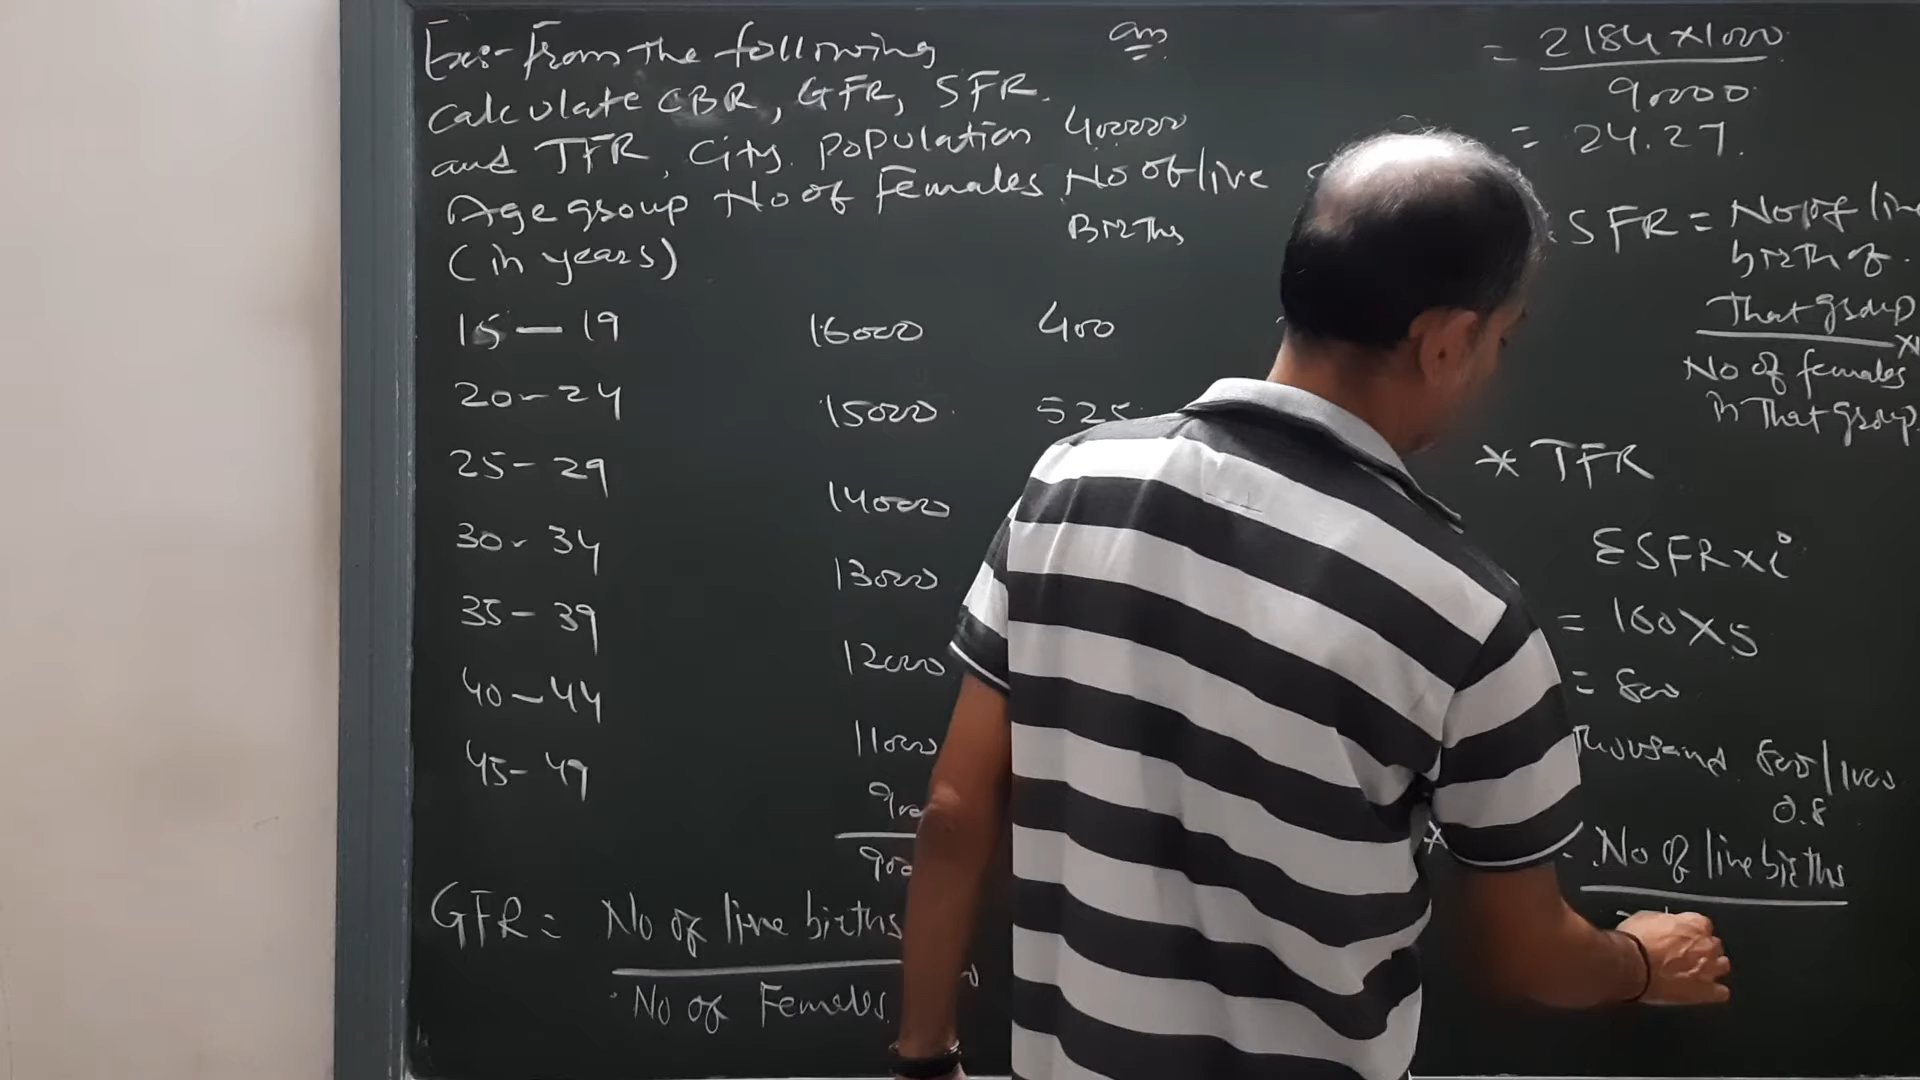 Ex:- From the following
calculate CBR, GFR, SFR.
and TFR, City. Population 400000
Age group No of Females No of live
Births
(in years)
15 — 19 16000 400
20 - 24 15000 525
25 - 29 14000
30 - 34 13000
35 - 39 12000
40 - 44 11000
45 - 49
GFR = No of live births
No of Females
ans
= 2184 x 1000
90000
= 24.27.
SFR = No of
birth of
That group
No of females
in That group
* TFR
ΣSFR x i
= 160 x 5
= 800
Thousand 800/1000
0.8
*
No of live births